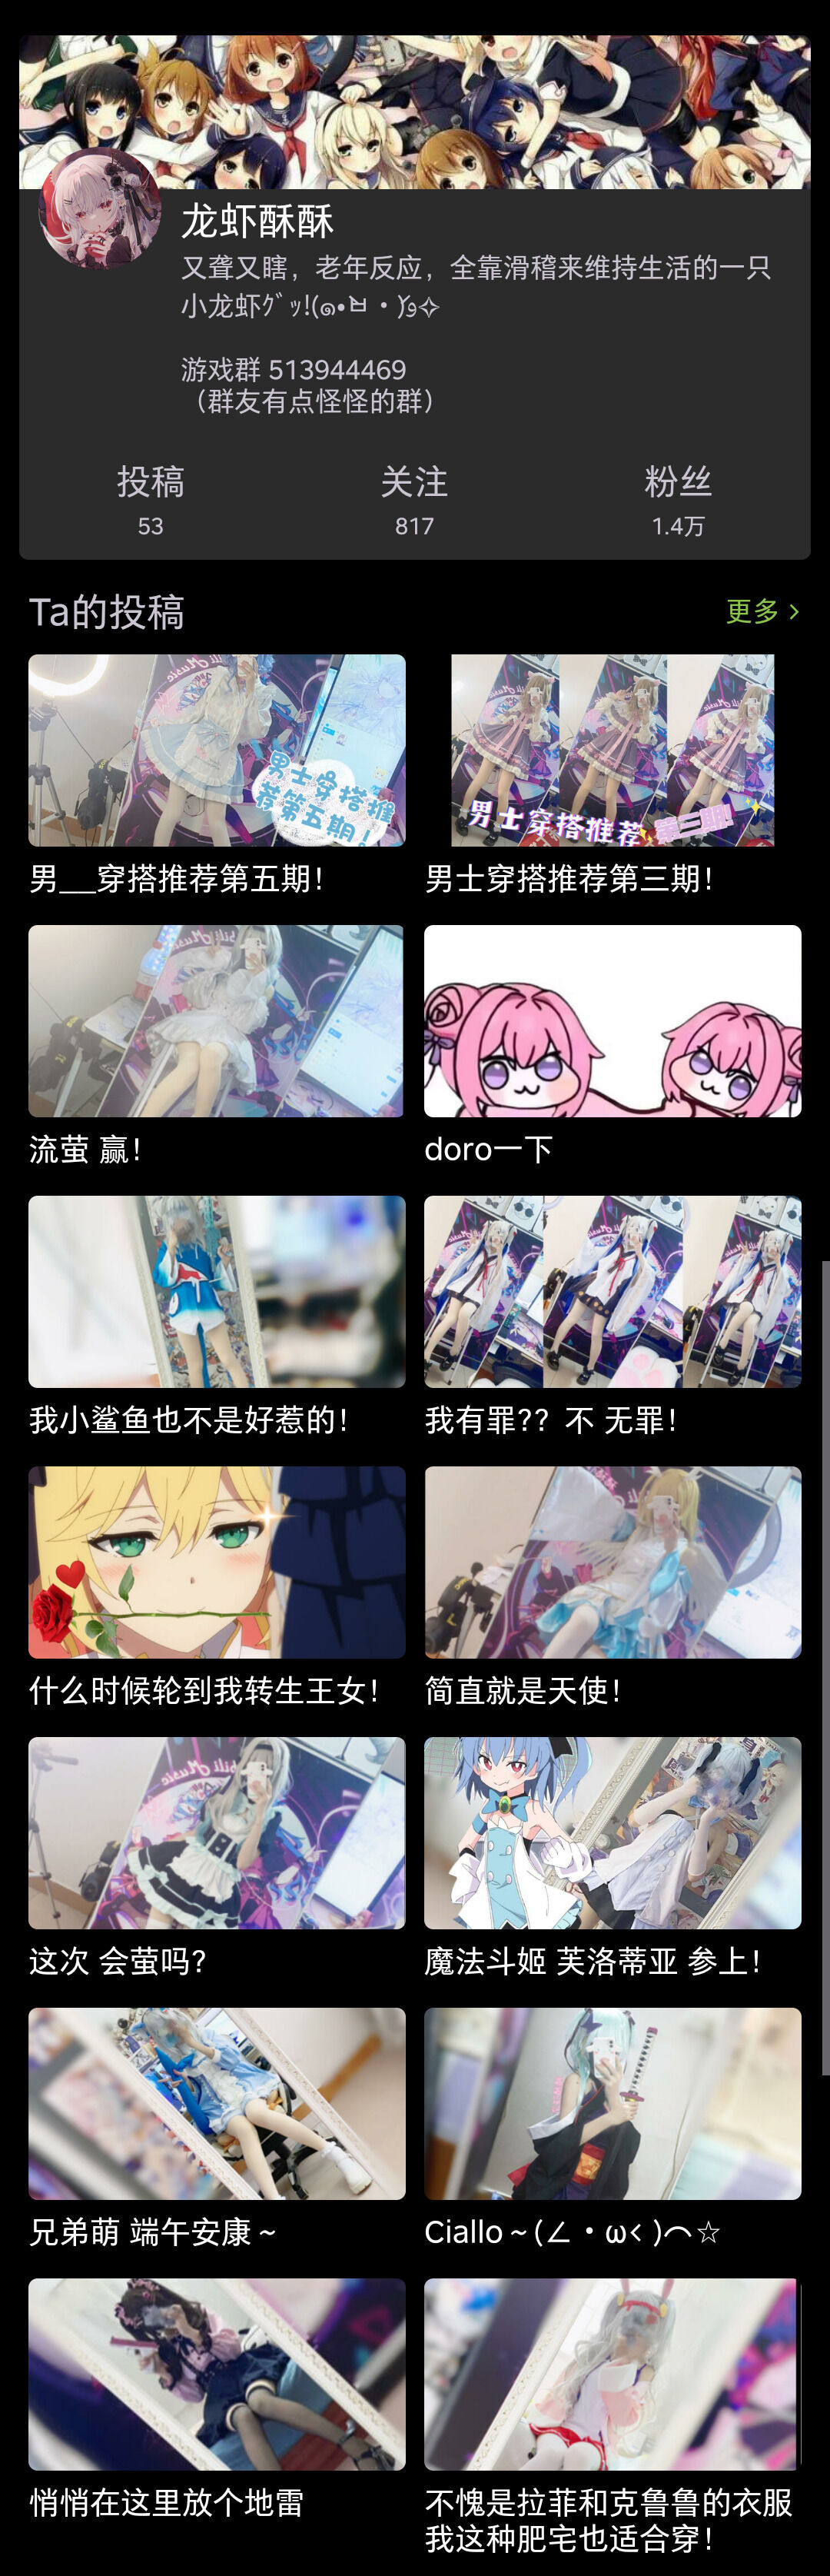 龙虾酥酥
又聋又瞎，老年反应，全靠滑稽来维持生活的一只
游戏群 513944469
（群友有点怪怪的群）
投稿
关注
粉丝
53
817
1.4万
Ta的投稿
更多 >
男士穿搭推
荐第五期！
男士穿搭推荐 第三期！
男__穿搭推荐第五期！
男士穿搭推荐第三期！
流萤 赢！
doro一下
我小鲨鱼也不是好惹的！
我有罪?? 不 无罪！
什么时候轮到我转生王女！
简直就是天使！
这次 会萤吗？
魔法斗姬 芙洛蒂亚 参上！
兄弟萌 端午安康～
Ciallo～(∠・ω< )⌒☆
悄悄在这里放个地雷
不愧是拉菲和克鲁鲁的衣服
我这种肥宅也适合穿！